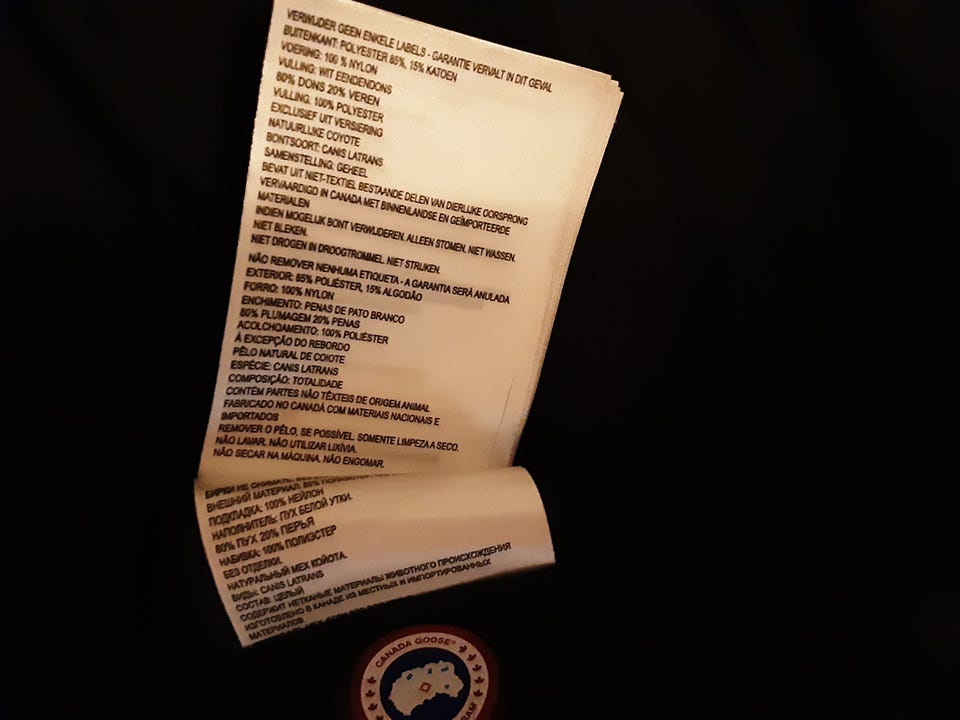 VERWIJDER GEEN ENKELE LABELS - GARANTIE VERVALT IN DIT GEVAL
BUITENKANT: POLYESTER 85%, 15% KATOEN
VOERING: 100 % NYLON
VULLING: WIT EENDENDONS
80% DONS 20% VEREN
VULLING: 100% POLYESTER
EXCLUSIEF UIT VERSIERING
NATUURLIJKE COYOTE
BONTSOORT: CANIS LATRANS
SAMENSTELLING: GEHEEL
BEVAT UIT NIET-TEXTIEL BESTAANDE DELEN VAN DIERLIJKE OORSPRONG
VERVAARDIGD IN CANADA MET BINNENLANDSE EN GEÏMPORTEERDE
MATERIALEN
INDIEN MOGELIJK BONT VERWIJDEREN. ALLEEN STOMEN. NIET WASSEN.
NIET BLEKEN.
NIET DROGEN IN DROOGTROMMEL. NIET STRIJKEN.
NÃO REMOVER NENHUMA ETIQUETA - A GARANTIA SERÁ ANULADA
EXTERIOR: 85% POLIÉSTER, 15% ALGODÃO
FORRO: 100% NYLON
ENCHIMENTO: PENAS DE PATO BRANCO
80% PLUMAGEM 20% PENAS
ACOLCHOAMENTO: 100% POLIÉSTER
À EXCEPÇÃO DO REBORDO
PÊLO NATURAL DE COIOTE
ESPÉCIE: CANIS LATRANS
COMPOSIÇÃO: TOTALIDADE
CONTÉM PARTES NÃO TÊXTEIS DE ORIGEM ANIMAL
FABRICADO NO CANADÁ COM MATERIAIS NACIONAIS E
IMPORTADOS
REMOVER O PÊLO, SE POSSÍVEL. SOMENTE LIMPEZA A SECO.
NÃO LAVAR. NÃO UTILIZAR LIXÍVIA.
NÃO SECAR NA MÁQUINA. NÃO ENGOMAR.
БИРКИ НЕ СНИМАТЬ.
ВНЕШНИЙ МАТЕРИАЛ: 85% ПОЛИЭСТЕР
ПОДКЛАДКА: 100% НЕЙЛОН
НАПОЛНИТЕЛЬ: ПУХ БЕЛОЙ УТКИ.
80% ПУХ 20% ПЕРЬЯ
НАБИВКА: 100% ПОЛИЭСТЕР
БЕЗ ОТДЕЛКИ.
НАТУРАЛЬНЫЙ МЕХ КОЙОТА.
ВИДЫ: CANIS LATRANS
СОСТАВ: ЦЕЛЫЙ
СОДЕРЖИТ НЕТКАНЫЕ МАТЕРИАЛЫ ЖИВОТНОГО ПРОИСХОЖДЕНИЯ
ИЗГОТОВЛЕНО В КАНАДЕ ИЗ МЕСТНЫХ И ИМПОРТИРОВАННЫХ
МАТЕРИАЛОВ
CANADA GOOSE®